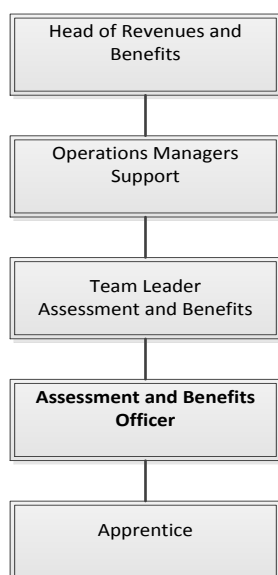 Head of Revenues and
Benefits
Operations Managers
Support
Team Leader
Assessment and Benefits
Assessment and Benefits
Officer
Apprentice